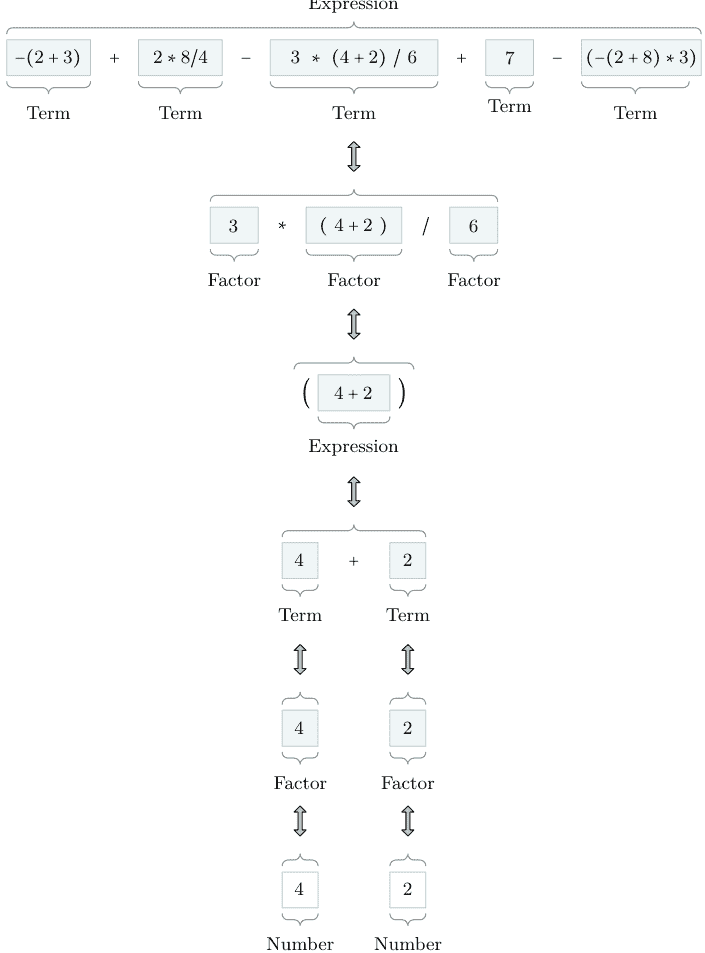 Expression
−(2 + 3) + 2 ∗ 8/4 − 3 ∗ (4 + 2) / 6 + 7 − (−(2 + 8) ∗ 3)
Term Term Term Term Term
3 ∗ ( 4 + 2 ) / 6
Factor Factor Factor
( 4 + 2 )
Expression
4 + 2
Term Term
4 2
Factor Factor
4 2
Number Number